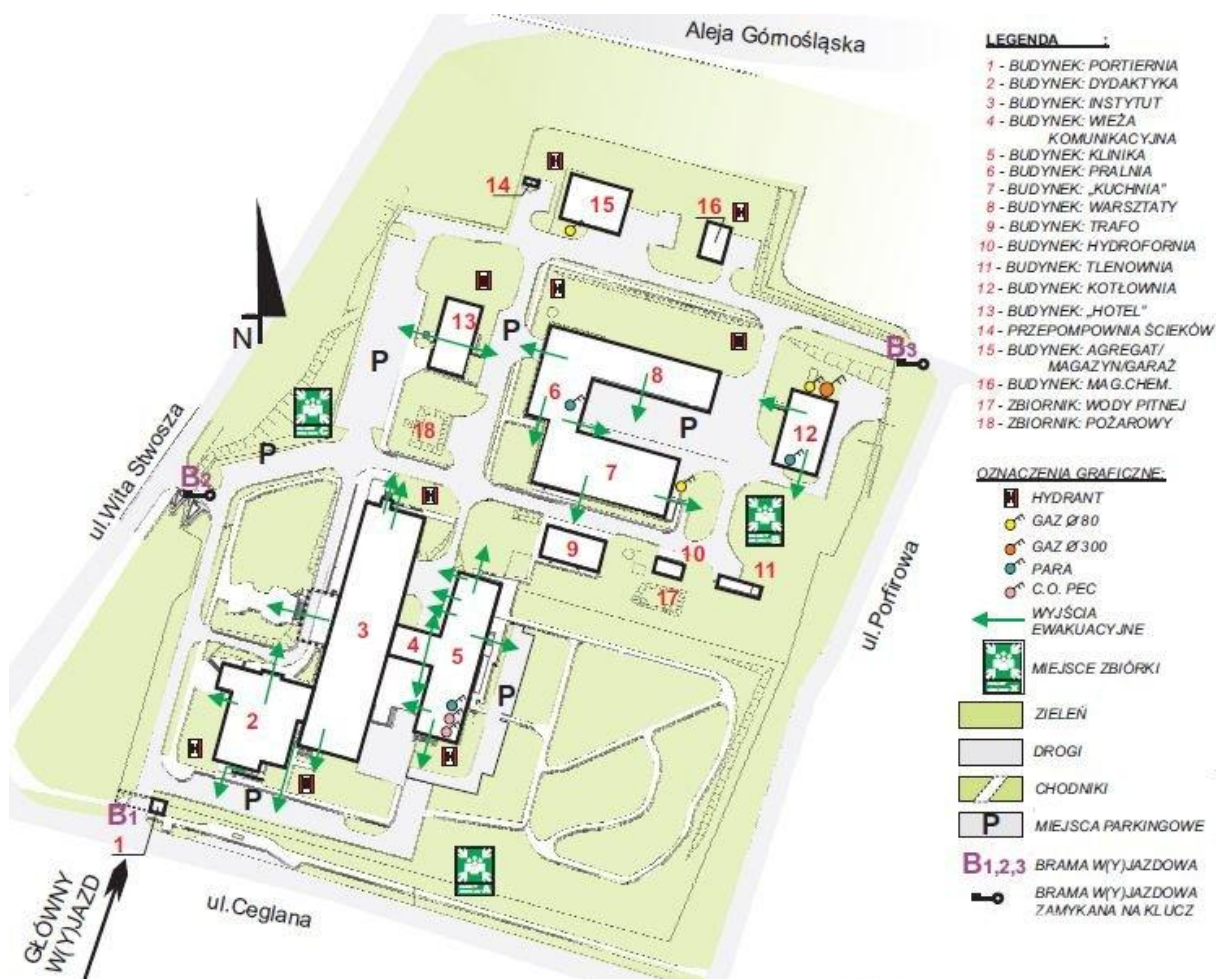 Aleja Górnośląska
ul.Wita Stwosza
ul.Porfirowa
ul.Ceglana
GŁÓWNY
W(Y)JAZD
N
B1
B2
B3
1
2
3
4
5
6
7
8
9
10
11
12
13
14
15
16
17
18
P
P
P
P
P
P
LEGENDA :
1 - BUDYNEK: PORTIERNIA
2 - BUDYNEK: DYDAKTYKA
3 - BUDYNEK: INSTYTUT
4 - BUDYNEK: WIEŻA
KOMUNIKACYJNA
5 - BUDYNEK: KLINIKA
6 - BUDYNEK: PRALNIA
7 - BUDYNEK: „KUCHNIA"
8 - BUDYNEK: WARSZTATY
9 - BUDYNEK: TRAFO
10 - BUDYNEK: HYDROFORNIA
11 - BUDYNEK: TLENOWNIA
12 - BUDYNEK: KOTŁOWNIA
13 - BUDYNEK: „HOTEL"
14 - PRZEPOMPOWNIA ŚCIEKÓW
15 - BUDYNEK: AGREGAT/
MAGAZYN/GARAŻ
16 - BUDYNEK: MAG.CHEM.
17 - ZBIORNIK: WODY PITNEJ
18 - ZBIORNIK: POŻAROWY
OZNACZENIA GRAFICZNE:
H HYDRANT
GAZ Ø 80
GAZ Ø 300
PARA
C.O. PEC
WYJŚCIA
EWAKUACYJNE
MIEJSCE ZBIÓRKI
ZIELEŃ
DROGI
CHODNIKI
P MIEJSCA PARKINGOWE
B1,2,3 BRAMA W(Y)JAZDOWA
BRAMA W(Y)JAZDOWA
ZAMYKANA NA KLUCZ